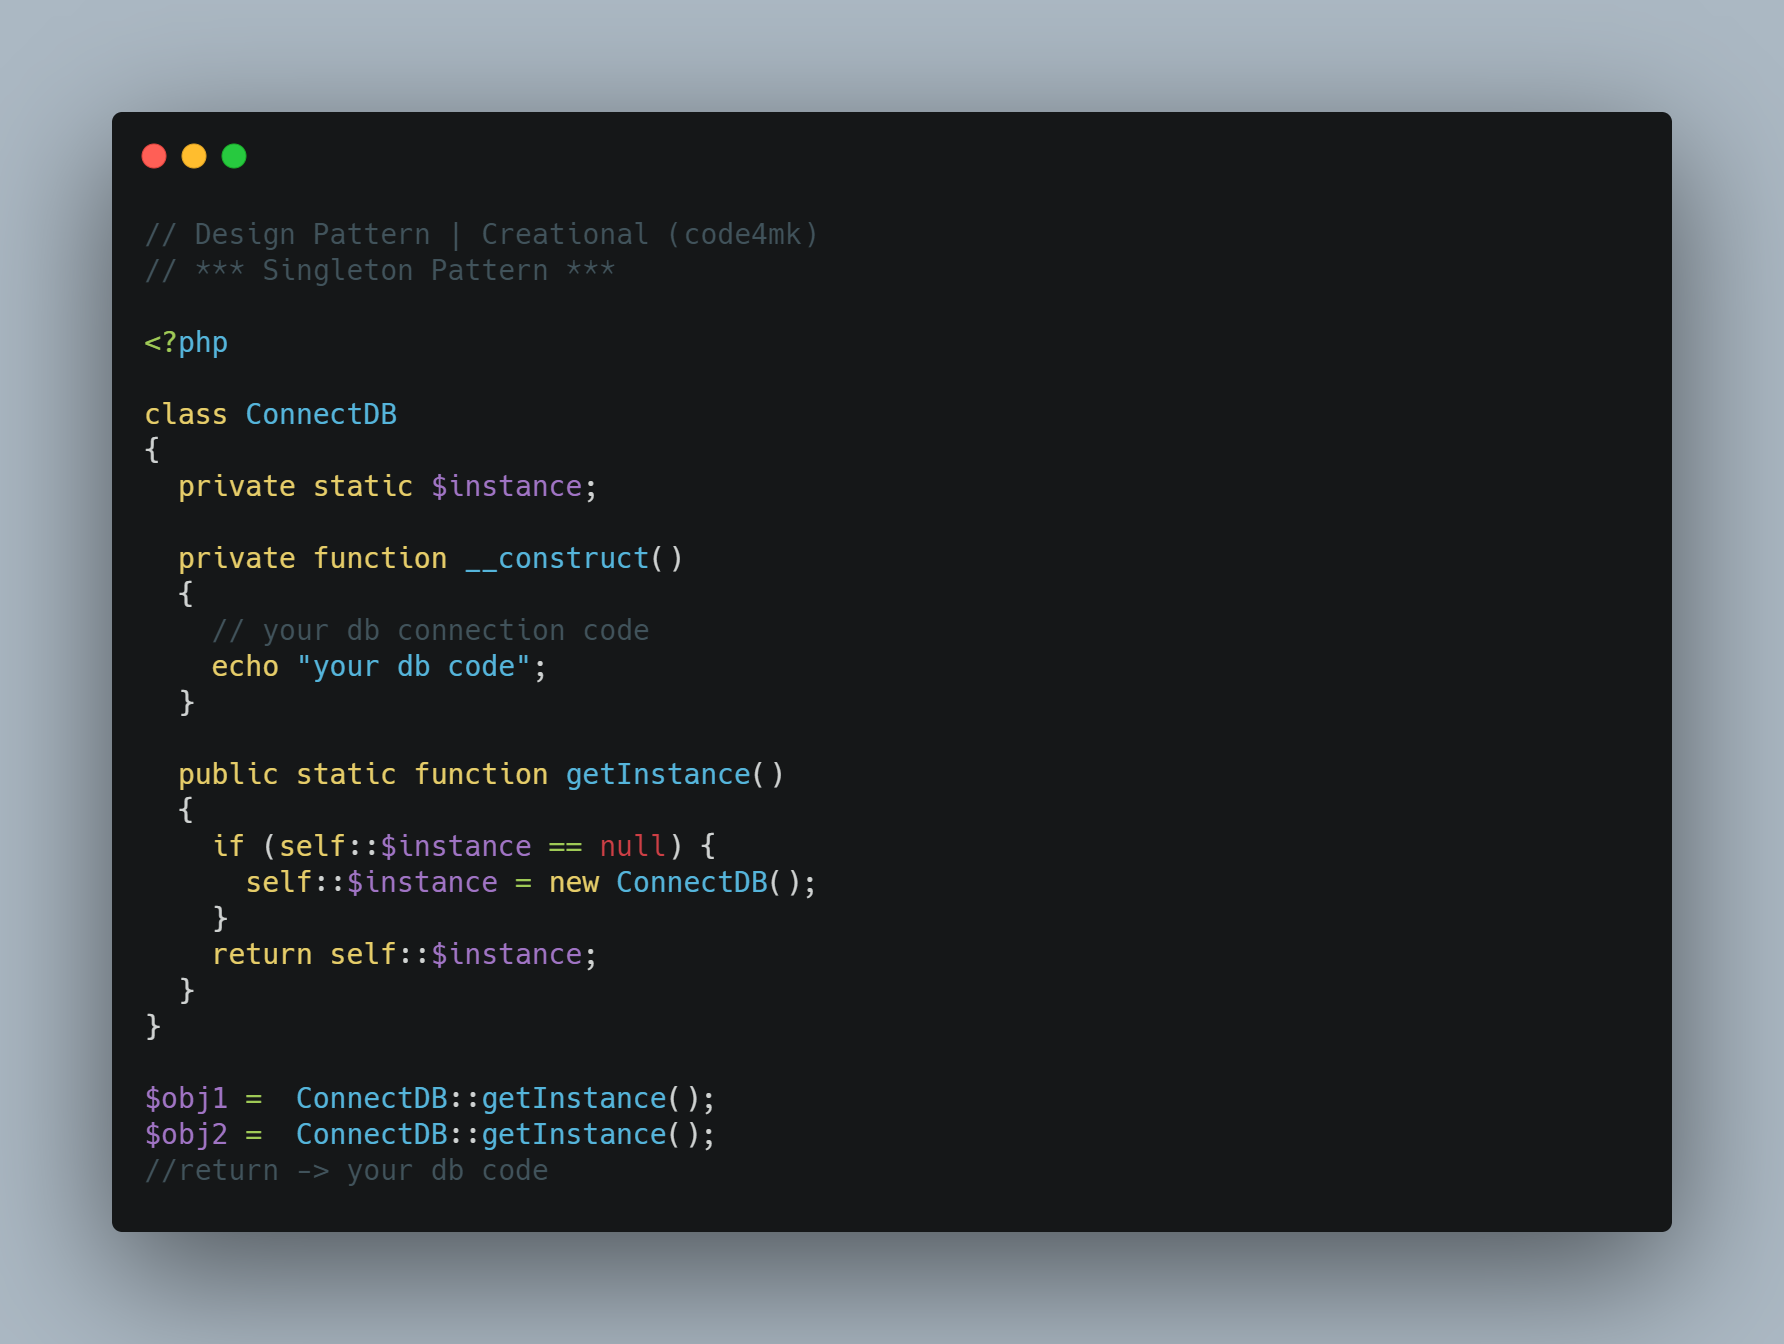 // Design Pattern | Creational (code4mk)
// *** Singleton Pattern ***
<?php
class ConnectDB
{
  private static $instance;
  private function __construct()
  {
    // your db connection code
    echo "your db code";
  }
  public static function getInstance()
  {
    if (self::$instance == null) {
      self::$instance = new ConnectDB();
    }
    return self::$instance;
  }
}
$obj1 =  ConnectDB::getInstance();
$obj2 =  ConnectDB::getInstance();
//return -> your db code